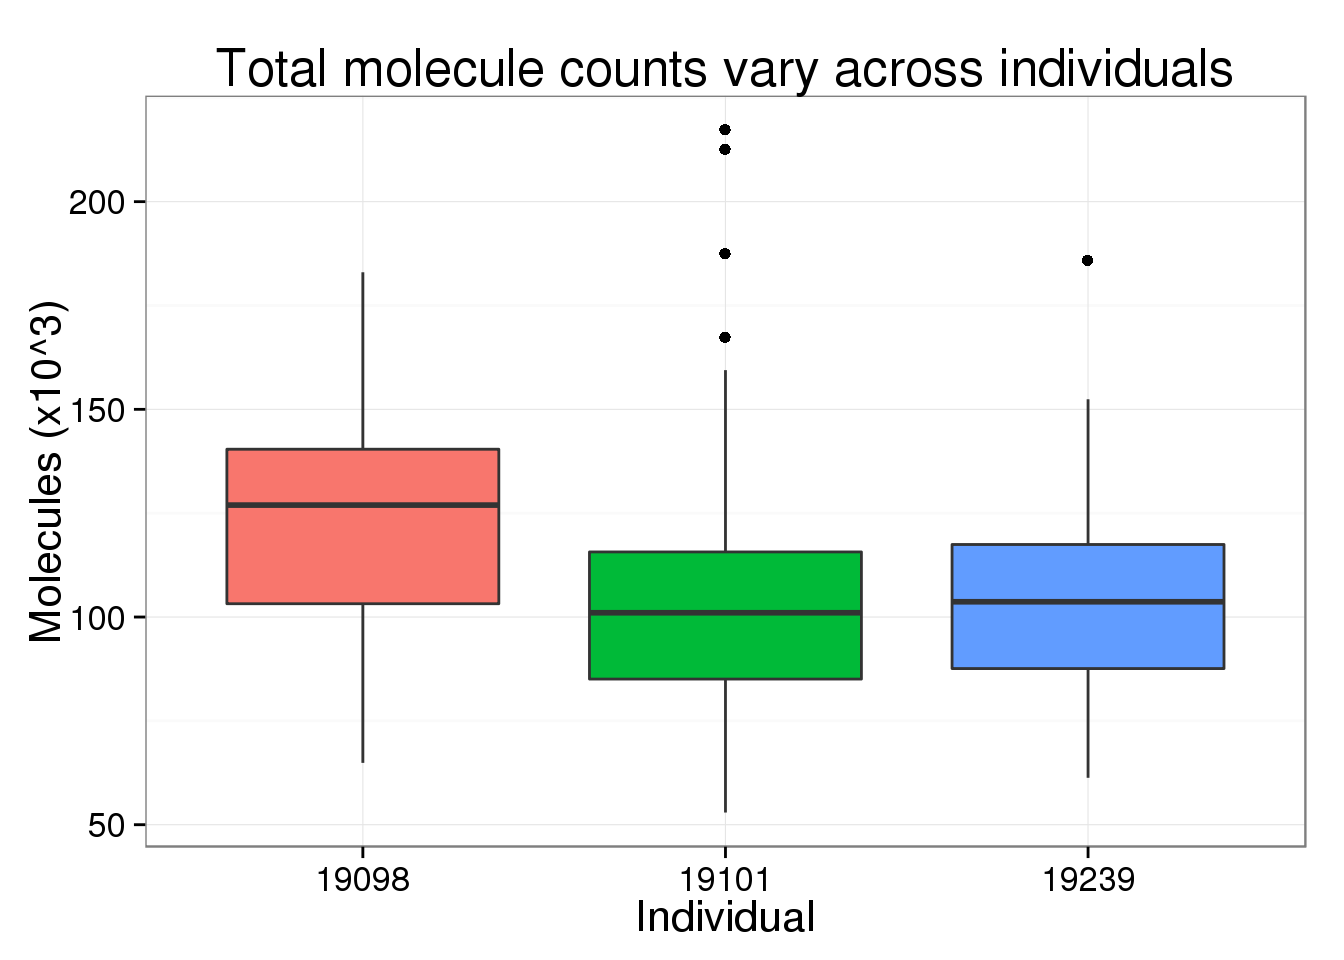 Total molecule counts vary across individuals
Molecules (x10^3)
200
150
100
50
19098 19101 19239
Individual